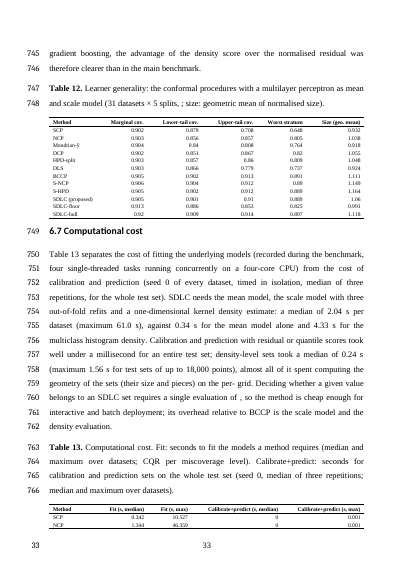 745 gradient boosting, the advantage of the density score over the normalised residual was
746 therefore clearer than in the main benchmark.
747 Table 12. Learner generality: the conformal procedures with a multilayer perceptron as mean
748 and scale model (31 datasets × 5 splits, ; size: geometric mean of normalised size).
Method Marginal cov. Lower-tail cov. Upper-tail cov. Worst stratum Size (geo. mean)
SCP 0.902 0.879 0.708 0.648 0.932
NCP 0.903 0.856 0.857 0.805 1.038
Mondrian-ŷ 0.904 0.84 0.808 0.764 0.918
DCP 0.902 0.851 0.867 0.82 1.055
HPD-split 0.903 0.857 0.86 0.809 1.048
DLS 0.903 0.866 0.779 0.737 0.924
BCCP 0.905 0.902 0.913 0.891 1.111
S-NCP 0.906 0.904 0.912 0.89 1.149
S-HPD 0.905 0.902 0.912 0.889 1.164
SDLC (proposed) 0.905 0.901 0.91 0.889 1.06
SDLC-floor 0.913 0.886 0.853 0.825 0.991
SDLC-hull 0.92 0.909 0.914 0.897 1.118
749 6.7 Computational cost
750 Table 13 separates the cost of fitting the underlying models (recorded during the benchmark,
751 four single-threaded tasks running concurrently on a four-core CPU) from the cost of
752 calibration and prediction (seed 0 of every dataset, timed in isolation, median of three
753 repetitions, for the whole test set). SDLC needs the mean model, the scale model with three
754 out-of-fold refits and a one-dimensional kernel density estimate: a median of 2.04 s per
755 dataset (maximum 61.0 s), against 0.34 s for the mean model alone and 4.33 s for the
756 multiclass histogram density. Calibration and prediction with residual or quantile scores took
757 well under a millisecond for an entire test set; density-level sets took a median of 0.24 s
758 (maximum 1.56 s for test sets of up to 18,000 points), almost all of it spent computing the
759 geometry of the sets (their size and pieces) on the per- grid. Deciding whether a given value
760 belongs to an SDLC set requires a single evaluation of , so the method is cheap enough for
761 interactive and batch deployment; its overhead relative to BCCP is the scale model and the
762 density evaluation.
763 Table 13. Computational cost. Fit: seconds to fit the models a method requires (median and
764 maximum over datasets; CQR per miscoverage level). Calibrate+predict: seconds for
765 calibration and prediction sets on the whole test set (seed 0, median of three repetitions;
766 median and maximum over datasets).
Method Fit (s, median) Fit (s, max) Calibrate+predict (s, median) Calibrate+predict (s, max)
SCP 0.342 10.527 0 0.001
NCP 1.344 46.359 0 0.001
33 33